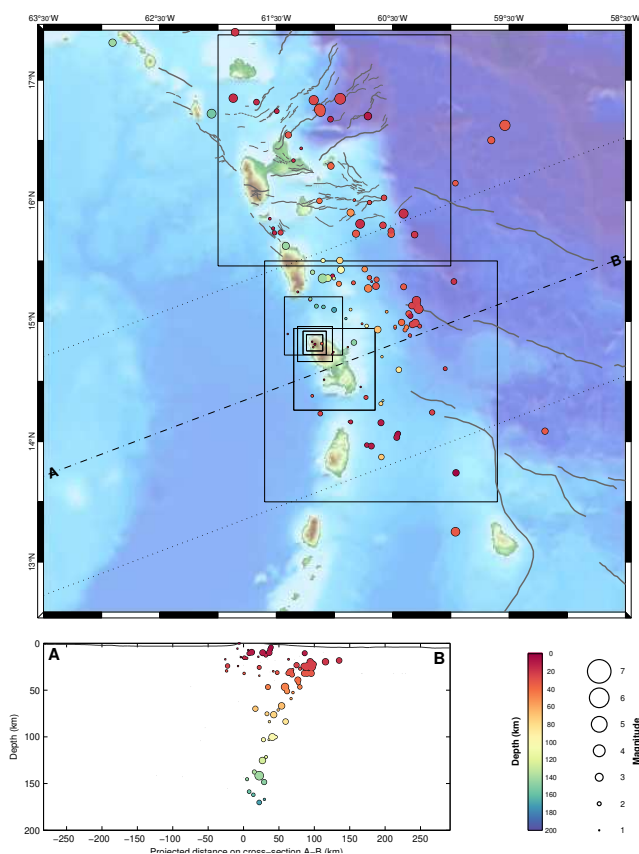 63°30'W 62°30'W 61°30'W 60°30'W 59°30'W 58°30'W
17°N
16°N
15°N
14°N
13°N
B
A
A B
0
50
100
150
200
Depth (km)
−250 −200 −150 −100 −50 0 50 100 150 200 250
Projected distance on cross−section A−B (km)
Depth (km)
0
20
40
60
80
100
120
140
160
180
200
Magnitude
7
6
5
4
3
2
1